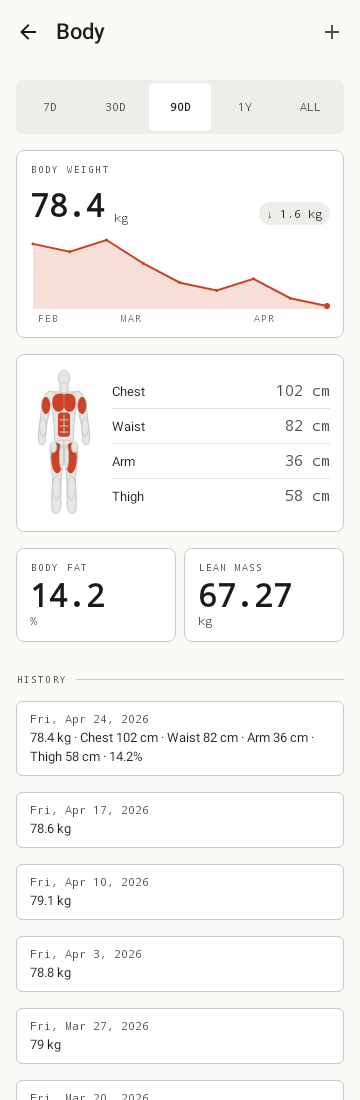 Body
7D 30D 90D 1Y ALL
BODY WEIGHT
78.4 kg
↓ 1.6 kg
FEB MAR APR
Chest 102 cm
Waist 82 cm
Arm 36 cm
Thigh 58 cm
BODY FAT
14.2
%
LEAN MASS
67.27
kg
HISTORY
Fri, Apr 24, 2026
78.4 kg · Chest 102 cm · Waist 82 cm · Arm 36 cm ·
Thigh 58 cm · 14.2%
Fri, Apr 17, 2026
78.6 kg
Fri, Apr 10, 2026
79.1 kg
Fri, Apr 3, 2026
78.8 kg
Fri, Mar 27, 2026
79 kg
Fri, Mar 20, 2026